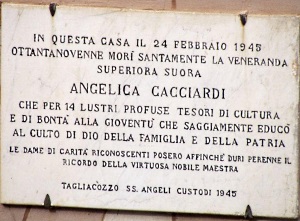 IN QUESTA CASA IL 24 FEBBRAIO 1945
OTTANTANOVENNE MORÍ SANTAMENTE LA VENERANDA
SUPERIORA SUORA
ANGELICA CACCIARDI
CHE PER 14 LUSTRI PROFUSE TESORI DI CULTURA
E DI BONTÀ ALLA GIOVENTÙ CHE SAGGIAMENTE EDUCÒ
AL CULTO DI DIO DELLA FAMIGLIA E DELLA PATRIA
LE DAME DI CARITÀ RICONOSCENTI POSERO AFFINCHÈ DURI PERENNE IL
RICORDO DELLA VIRTUOSA NOBILE MAESTRA
TAGLIACOZZO SS. ANGELI CUSTODI 1945